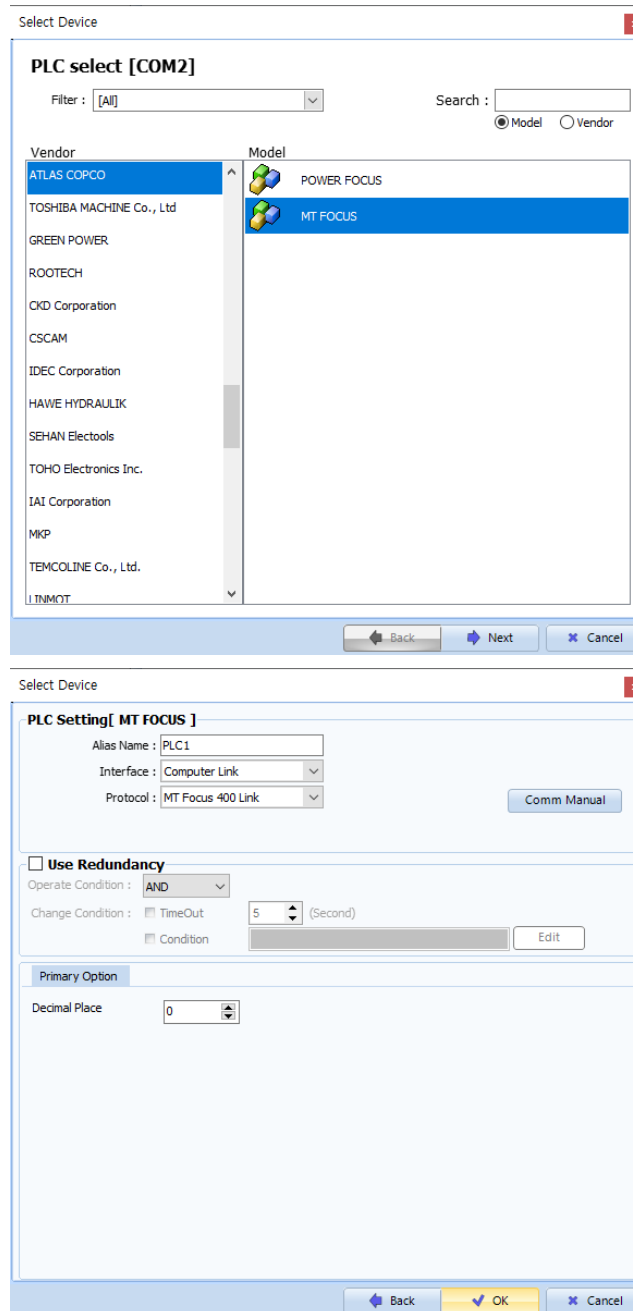 Select Device
PLC select [COM2]
Filter : [All]
Search :
Model Vendor
Vendor Model
ATLAS COPCO
TOSHIBA MACHINE Co., Ltd
GREEN POWER
ROOTECH
CKD Corporation
CSCAM
IDEC Corporation
HAWE HYDRAULIK
SEHAN Electools
TOHO Electronics Inc.
IAI Corporation
MKP
TEMCOLINE Co., Ltd.
LINMOT
POWER FOCUS
MT FOCUS
Back Next Cancel
Select Device
PLC Setting[ MT FOCUS ]
Alias Name : PLC1
Interface : Computer Link
Protocol : MT Focus 400 Link
Comm Manual
Use Redundancy
Operate Condition : AND
Change Condition : TimeOut 5 (Second)
Condition Edit
Primary Option
Decimal Place 0
Back OK Cancel